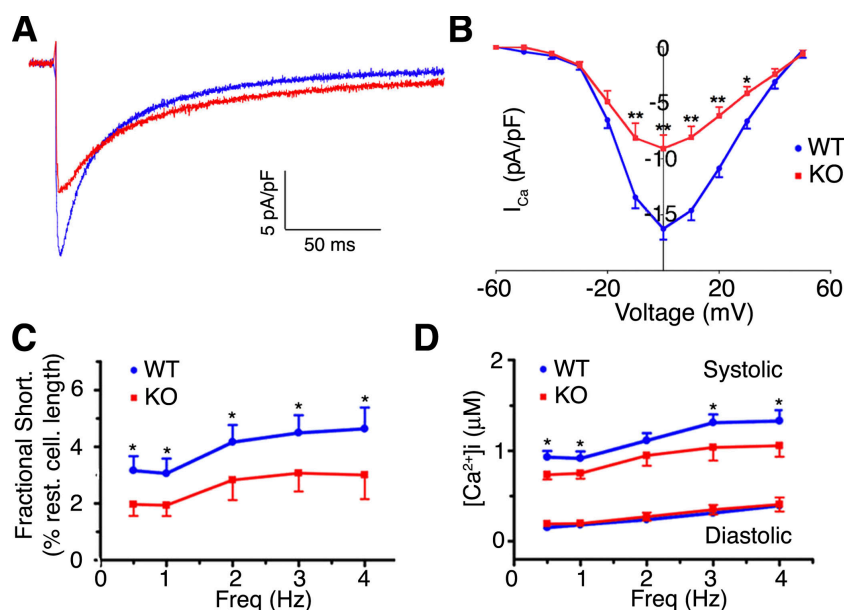 A
5 pA/pF
50 ms
B
0
-5
-10
-15
** ** ** ** *
I_Ca (pA/pF)
WT
KO
-60 -20 20 60
Voltage (mV)
C
Fractional Short.
(% rest. cell. length)
WT
KO
6
4
2
0
* * * * *
0 1 2 3 4
Freq (Hz)
D
[Ca²⁺]i (μM)
WT
KO
Systolic
2
1
0
* * * *
Diastolic
0 1 2 3 4
Freq (Hz)